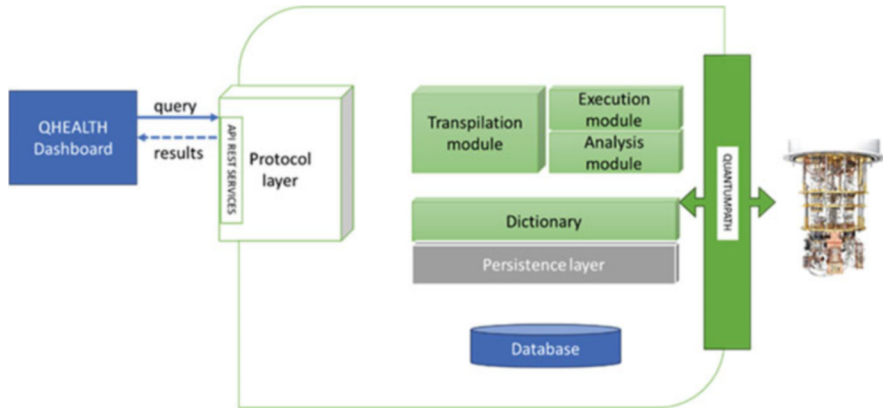 QHEALTH
Dashboard
query
results
API REST SERVICES
Protocol
layer
Transpilation
module
Execution
module
Analysis
module
Dictionary
Persistence layer
Database
QUANTUMPATH